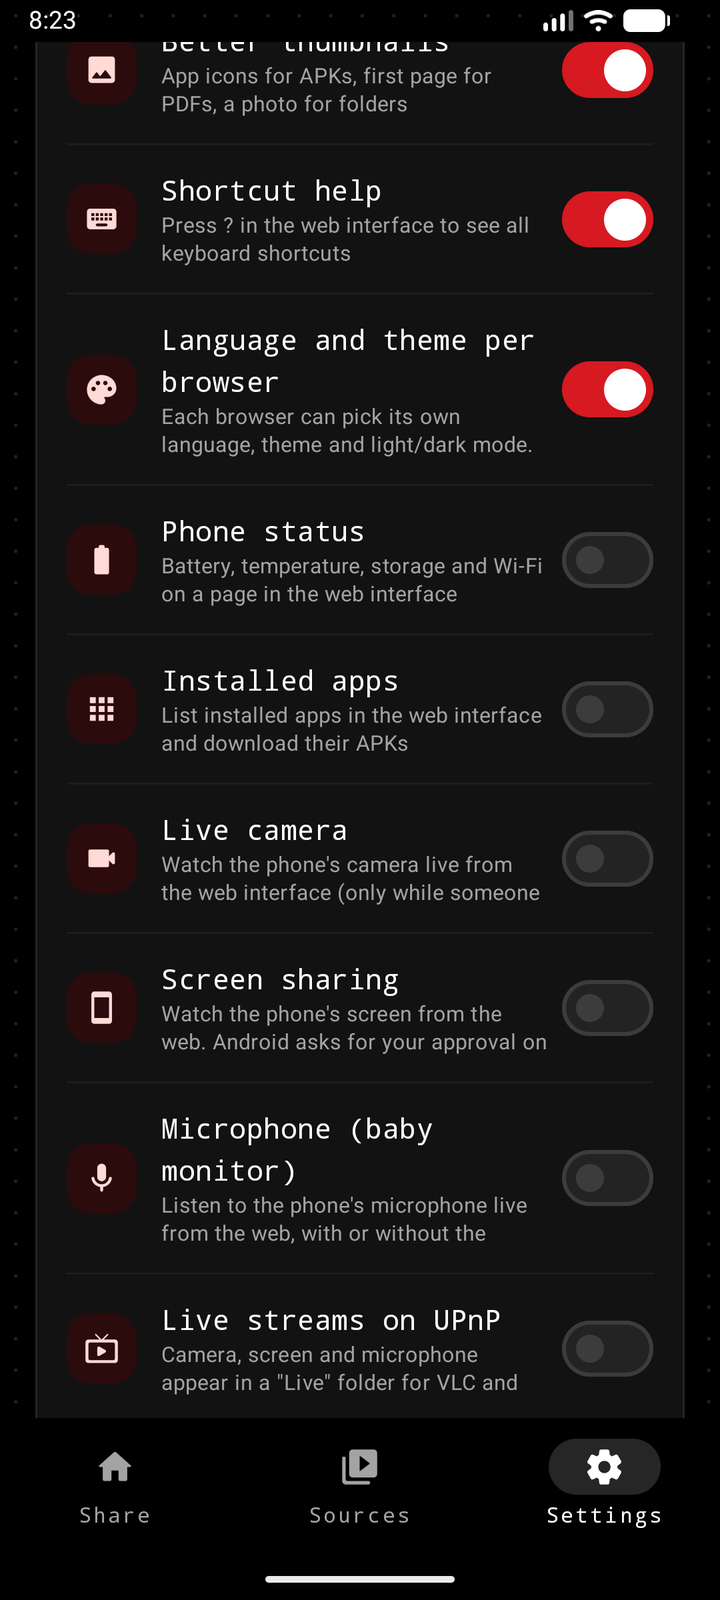 8:23
Better thumbnails
App icons for APKs, first page for
PDFs, a photo for folders
Shortcut help
Press ? in the web interface to see all
keyboard shortcuts
Language and theme per
browser
Each browser can pick its own
language, theme and light/dark mode.
Phone status
Battery, temperature, storage and Wi-Fi
on a page in the web interface
Installed apps
List installed apps in the web interface
and download their APKs
Live camera
Watch the phone's camera live from
the web interface (only while someone
Screen sharing
Watch the phone's screen from the
web. Android asks for your approval on
Microphone (baby
monitor)
Listen to the phone's microphone live
from the web, with or without the
Live streams on UPnP
Camera, screen and microphone
appear in a "Live" folder for VLC and
Share
Sources
Settings